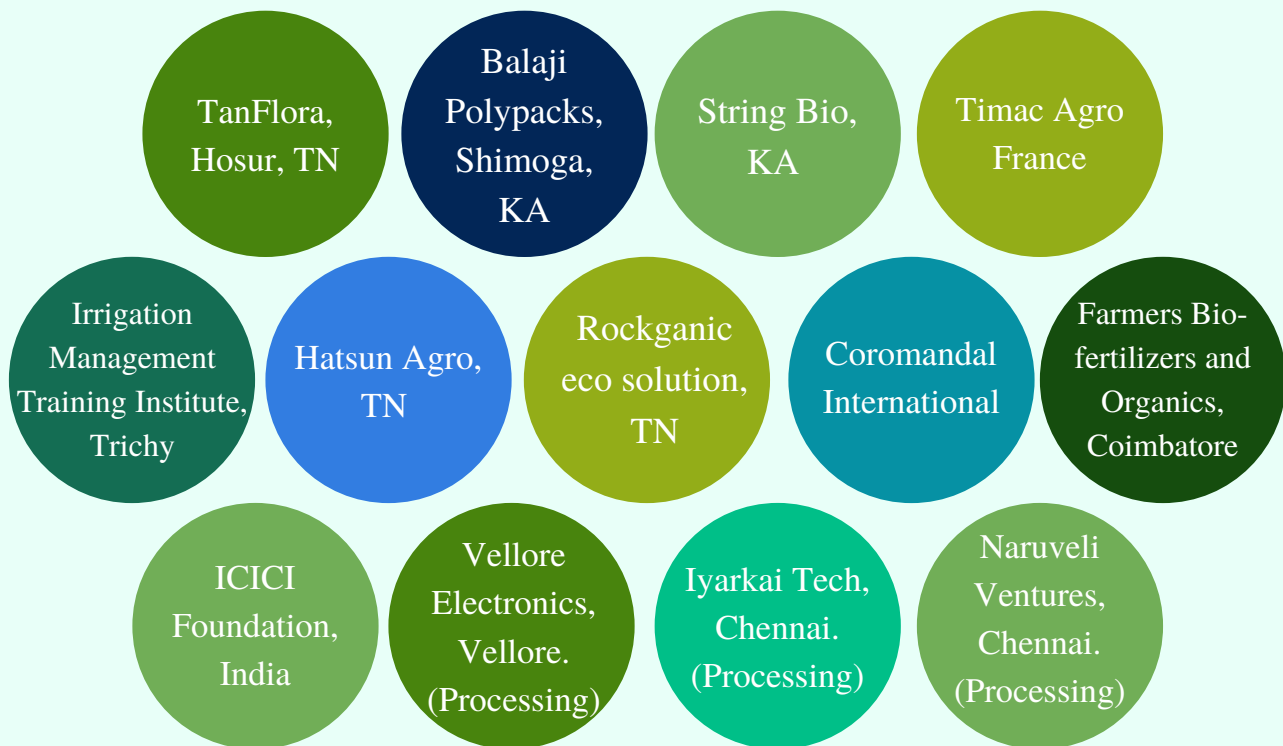 TanFlora,
Hosur, TN
Balaji
Polypacks,
Shimoga,
KA
String Bio,
KA
Timac Agro
France
Irrigation
Management
Training Institute,
Trichy
Hatsun Agro,
TN
Rockganic
eco solution,
TN
Coromandal
International
Farmers Bio-
fertilizers and
Organics,
Coimbatore
ICICI
Foundation,
India
Vellore
Electronics,
Vellore.
(Processing)
Iyarkai Tech,
Chennai.
(Processing)
Naruveli
Ventures,
Chennai.
(Processing)